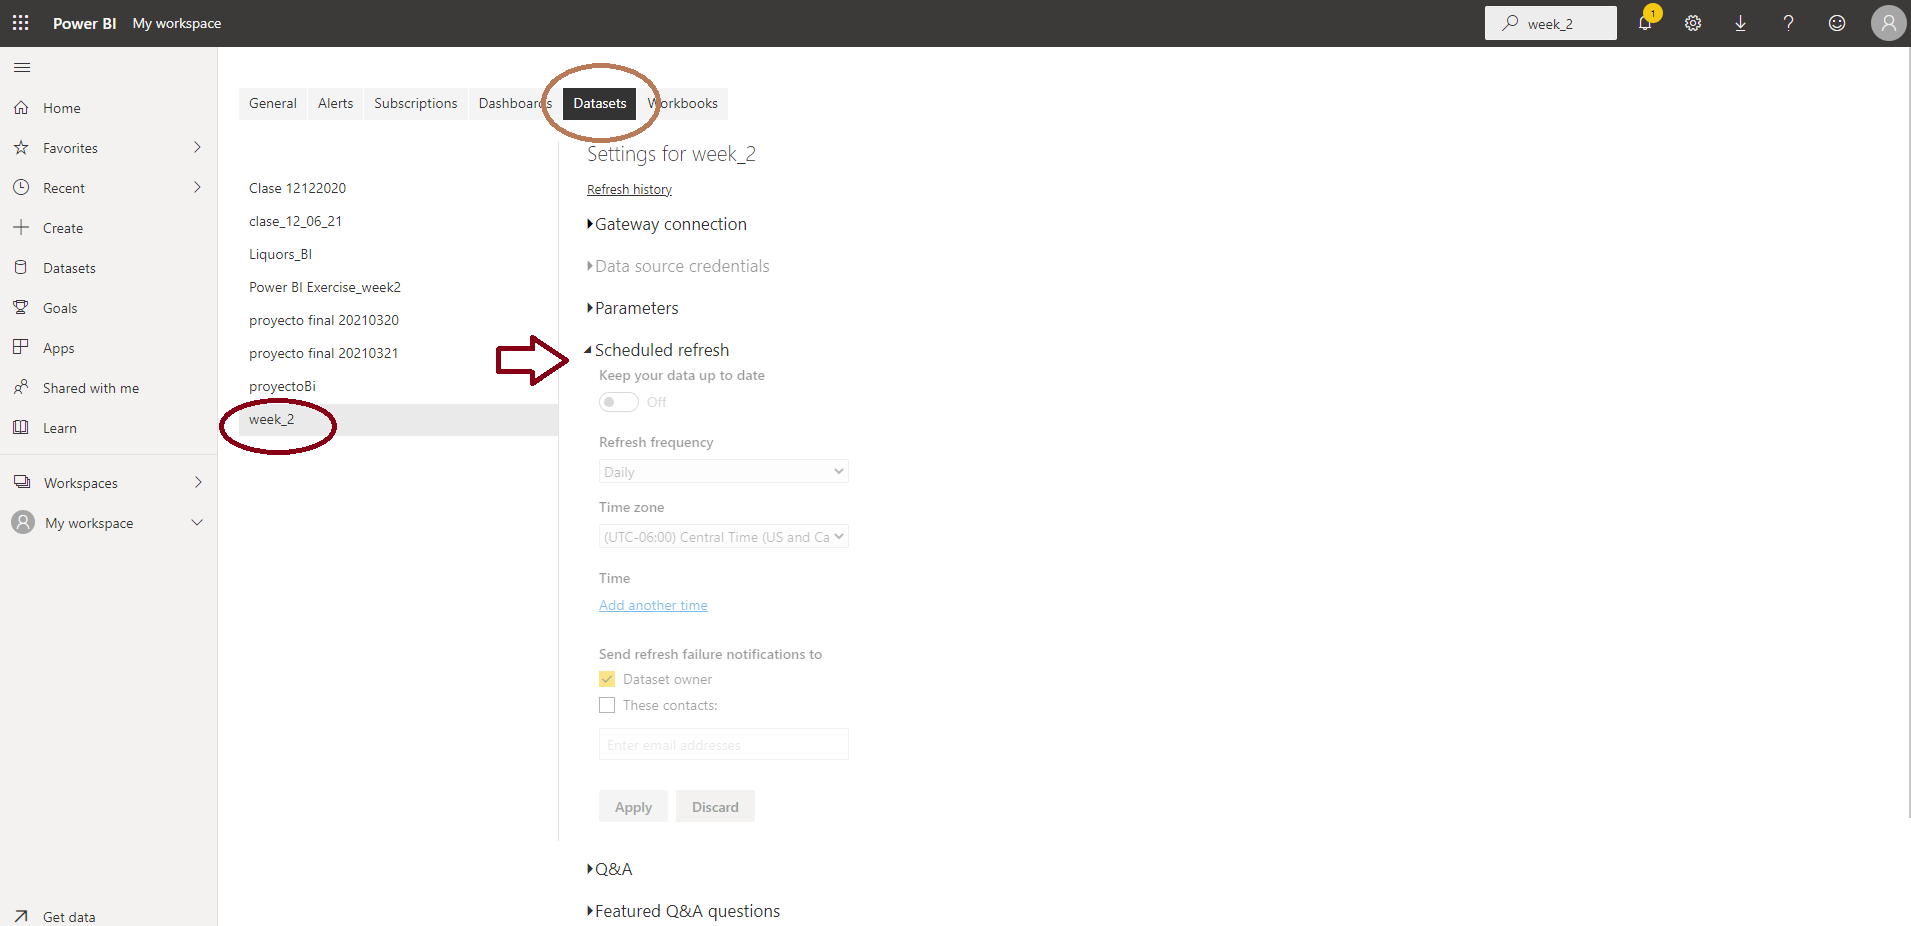 Power BI My workspace
week_2
1
Home
Favorites
Recent
Create
Datasets
Goals
Apps
Shared with me
Learn
Workspaces
My workspace
Get data
General Alerts Subscriptions Dashboards Datasets Workbooks
Clase 12122020
clase_12_06_21
Liquors_BI
Power BI Exercise_week2
proyecto final 20210320
proyecto final 20210321
proyectoBi
week_2
Settings for week_2
Refresh history
Gateway connection
Data source credentials
Parameters
Scheduled refresh
Keep your data up to date
Off
Refresh frequency
Daily
Time zone
(UTC-06:00) Central Time (US and Ca
Time
Add another time
Send refresh failure notifications to
Dataset owner
These contacts:
Enter email addresses
Apply Discard
Q&A
Featured Q&A questions